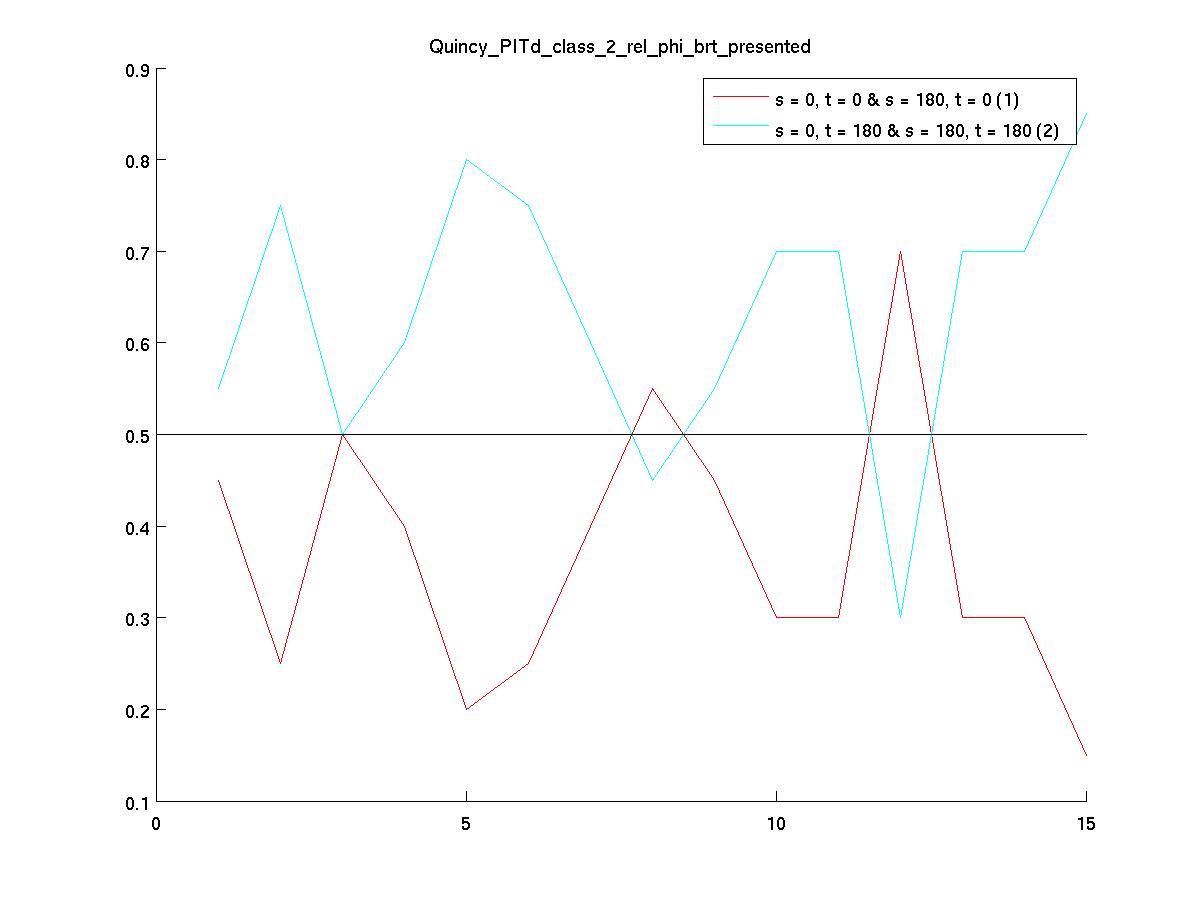 Quincy_PITd_class_2_rel_phi_brt_presented
s = 0, t = 0 & s = 180, t = 0 (1)
s = 0, t = 180 & s = 180, t = 180 (2)
0.9
0.8
0.7
0.6
0.5
0.4
0.3
0.2
0.1
0 5 10 15